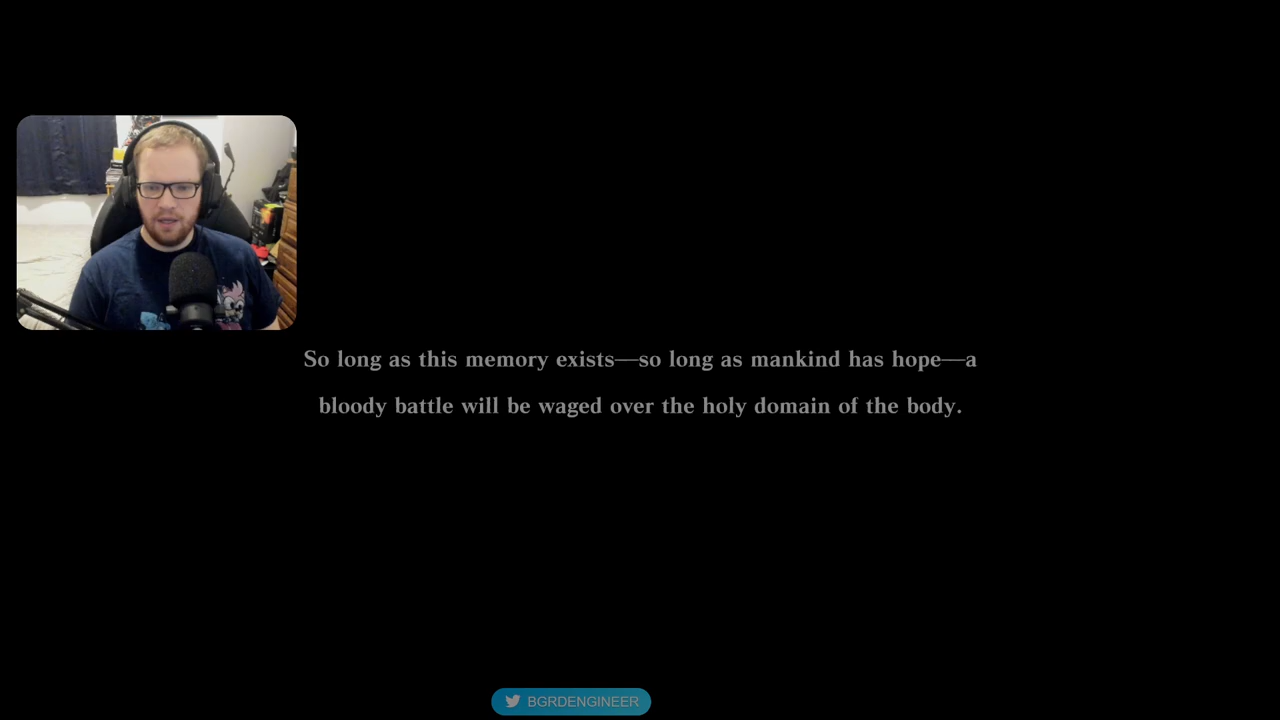 So long as this memory exists—so long as mankind has hope—a
bloody battle will be waged over the holy domain of the body.
BGRDENGINEER